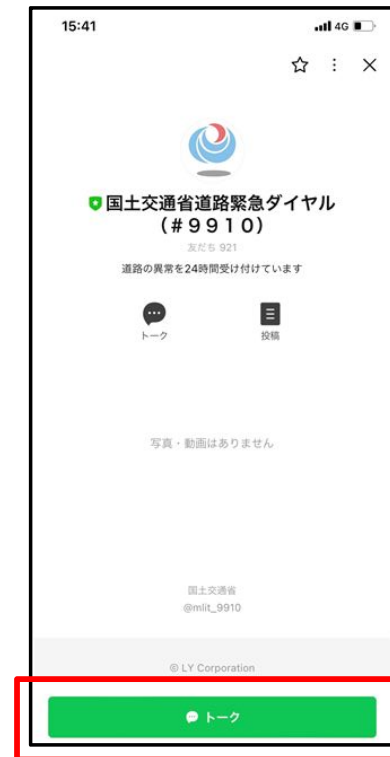 15:41
4G
国土交通省道路緊急ダイヤル
(#9910)
友だち 921
道路の異常を24時間受け付けています
トーク
投稿
写真・動画はありません
国土交通省
@mlit_9910
© LY Corporation
トーク